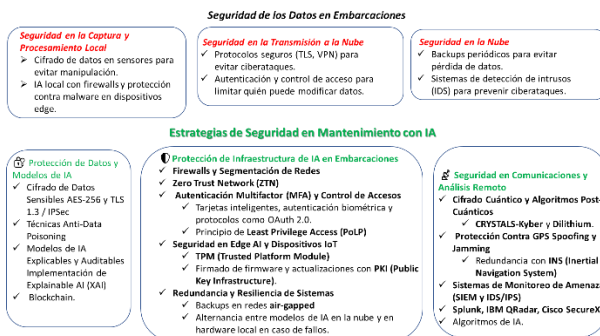 Seguridad de los Datos en Embarcaciones
Seguridad en la Captura y
Procesamiento Local
Cifrado de datos en sensores para
evitar manipulación.
IA local con firewalls y protección
contra malware en dispositivos
edge.
Seguridad en la Transmisión a la Nube
Protocolos seguros (TLS, VPN) para
evitar ciberataques.
Autenticación y control de acceso para
limitar quién puede modificar datos.
Seguridad en la Nube
Backups periódicos para evitar
pérdida de datos.
Sistemas de detección de intrusos
(IDS) para prevenir ciberataques.
Estrategias de Seguridad en Mantenimiento con IA
Protección de Datos y
Modelos de IA
Cifrado de Datos
Sensibles AES-256 y TLS
1.3 / IPSec
Técnicas Anti-Data
Poisoning
Modelos de IA
Explicables y Auditables
Implementación de
Explainable AI (XAI)
Blockchain.
Protección de Infraestructura de IA en Embarcaciones
Firewalls y Segmentación de Redes
Zero Trust Network (ZTN)
Autenticación Multifactor (MFA) y Control de Accesos
Tarjetas inteligentes, autenticación biométrica y
protocolos como OAuth 2.0.
Principio de Least Privilege Access (PoLP)
Seguridad en Edge AI y Dispositivos IoT
TPM (Trusted Platform Module)
Firmado de firmware y actualizaciones con PKI (Public
Key Infrastructure).
Redundancia y Resiliencia de Sistemas
Backups en redes air-gapped
Alternancia entre modelos de IA en la nube y en
hardware local en caso de fallos.
Seguridad en Comunicaciones y
Análisis Remoto
Cifrado Cuántico y Algoritmos Post-
Cuánticos
CRYSTALS-Kyber y Dilithium.
Protección Contra GPS Spoofing y
Jamming
Redundancia con INS (Inertial
Navigation System)
Sistemas de Monitoreo de Amenaza
(SIEM y IDS/IPS)
Splunk, IBM QRadar, Cisco SecureX
Algoritmos de IA.